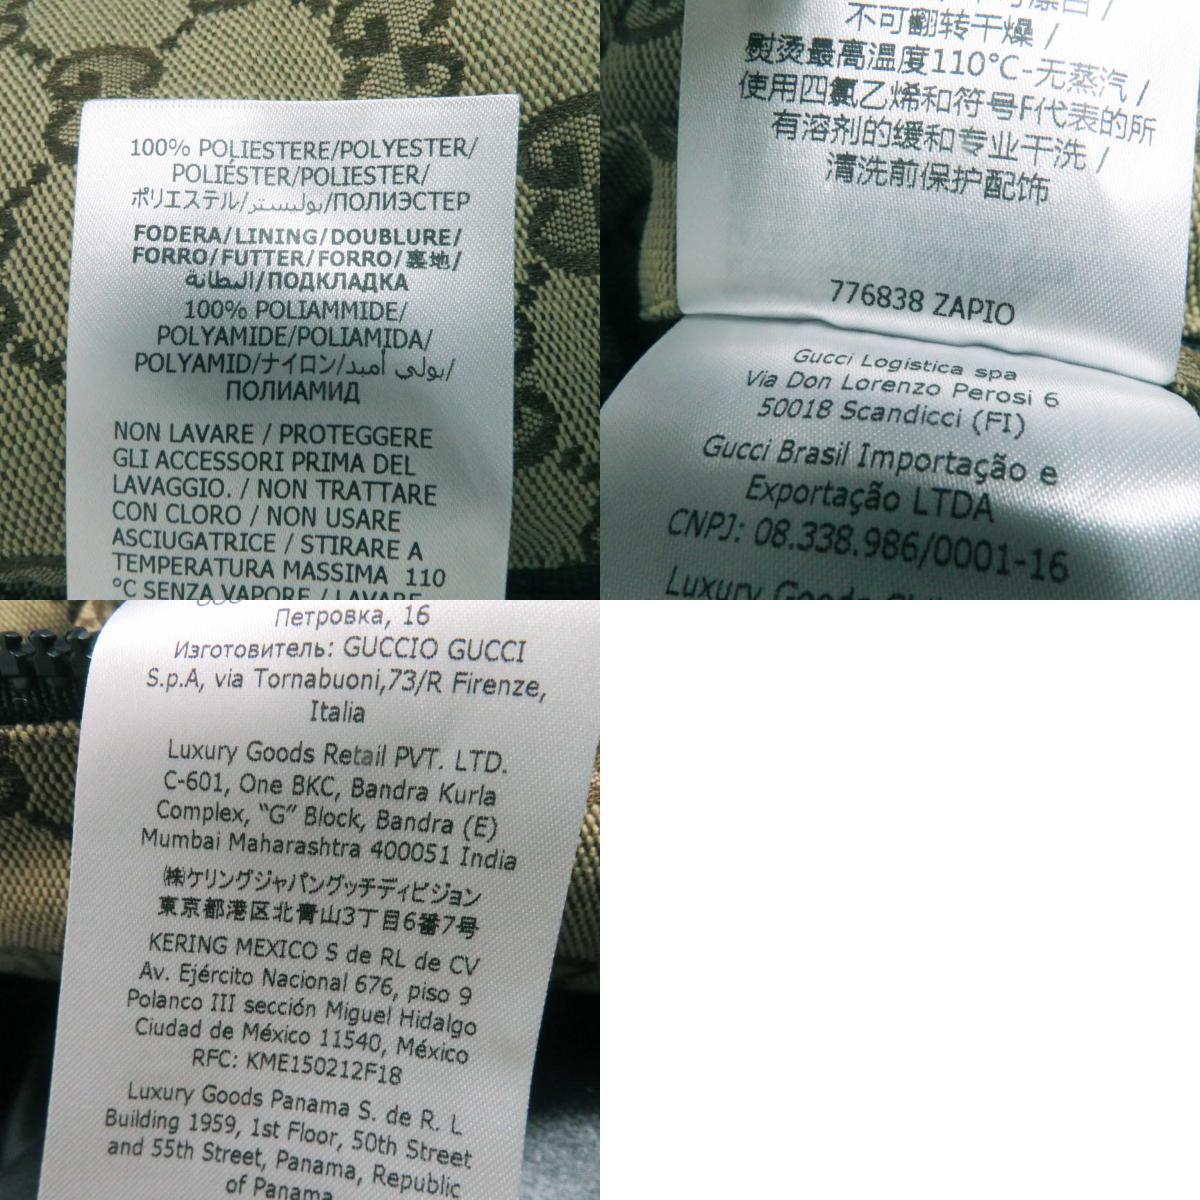 100% POLIESTERE/POLYESTER/
POLIÉSTER/POLIESTER/
ポリエステル/بوليستر/ПОЛИЭСТЕР
FODERA/LINING/DOUBLURE/
FORRO/FUTTER/FORRO/裏地/
البطانة/ПОДКЛАДКА
100% POLIAMMIDE/
POLYAMIDE/POLIAMIDA/
POLYAMID/ナイロン/بولي أميد/
ПОЛИАМИД
NON LAVARE / PROTEGGERE
GLI ACCESSORI PRIMA DEL
LAVAGGIO. / NON TRATTARE
CON CLORO / NON USARE
ASCIUGATRICE / STIRARE A
TEMPERATURA MASSIMA 110
°C SENZA VAPORE / LAVARE
不可翻转干燥 /
熨烫最高温度110°C-无蒸汽 /
使用四氯乙烯和符号F代表的所
有溶剂的缓和专业干洗 /
清洗前保护配饰
776838 ZAPIO
Gucci Logistica spa
Via Don Lorenzo Perosi 6
50018 Scandicci (FI)
Gucci Brasil Importação e
Exportação LTDA
CNPJ: 08.338.986/0001-16
Luxury Goods
Петровка, 16
Изготовитель: GUCCIO GUCCI
S.p.A, via Tornabuoni,73/R Firenze,
Italia
Luxury Goods Retail PVT. LTD.
C-601, One BKC, Bandra Kurla
Complex, “G” Block, Bandra (E)
Mumbai Maharashtra 400051 India
㈱ケリングジャパングッチディビジョン
東京都港区北青山3丁目6番7号
KERING MEXICO S de RL de CV
Av. Ejército Nacional 676, piso 9
Polanco III sección Miguel Hidalgo
Ciudad de México 11540, México
RFC: KME150212F18
Luxury Goods Panama S. de R. L
Building 1959, 1st Floor, 50th Street
and 55th Street, Panama, Republic
of Panama